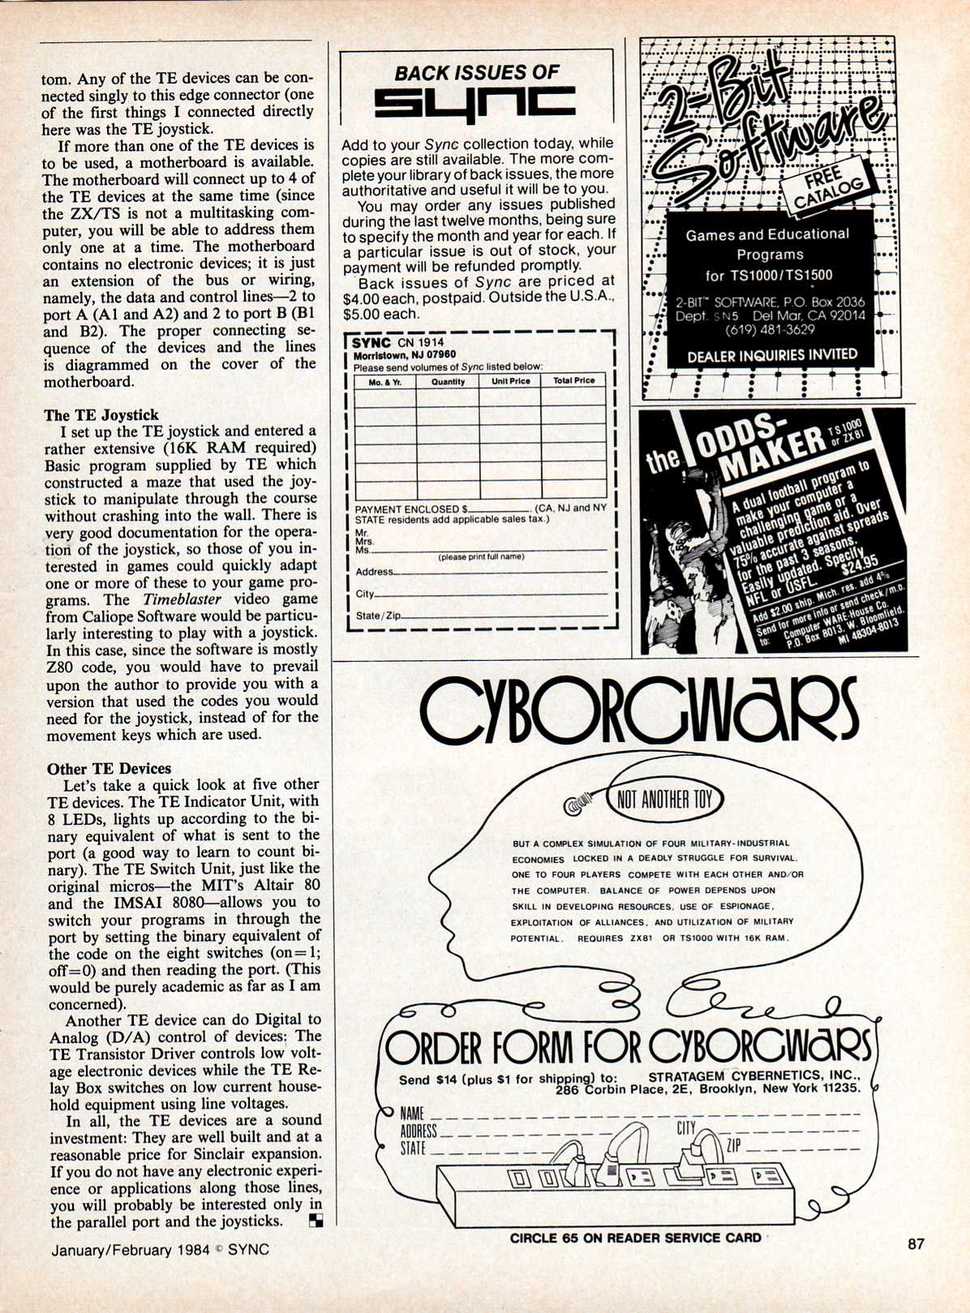 tom. Any of the TE devices can be con-
nected singly to this edge connector (one
of the first things I connected directly
here was the TE joystick.
If more than one of the TE devices is
to be used, a motherboard is available.
The motherboard will connect up to 4 of
the TE devices at the same time (since
the ZX/TS is not a multitasking com-
puter, you will be able to address them
only one at a time. The motherboard
contains no electronic devices; it is just
an extension of the bus or wiring,
namely, the data and control lines—2 to
port A (A1 and A2) and 2 to port B (B1
and B2). The proper connecting se-
quence of the devices and the lines
is diagrammed on the cover of the
motherboard.
The TE Joystick
I set up the TE joystick and entered a
rather extensive (16K RAM required)
Basic program supplied by TE which
constructed a maze that used the joy-
stick to manipulate through the course
without crashing into the wall. There is
very good documentation for the opera-
tion of the joystick, so those of you in-
terested in games could quickly adapt
one or more of these to your game pro-
grams. The Timeblaster video game
from Caliope Software would be particu-
larly interesting to play with a joystick.
In this case, since the software is mostly
Z80 code, you would have to prevail
upon the author to provide you with a
version that used the codes you would
need for the joystick, instead of for the
movement keys which are used.
Other TE Devices
Let's take a quick look at five other
TE devices. The TE Indicator Unit, with
8 LEDs, lights up according to the bi-
nary equivalent of what is sent to the
port (a good way to learn to count bi-
nary). The TE Switch Unit, just like the
original micros—the MIT's Altair 80
and the IMSAI 8080—allows you to
switch your programs in through the
port by setting the binary equivalent of
the code on the eight switches (on=1;
off=0) and then reading the port. (This
would be purely academic as far as I am
concerned).
Another TE device can do Digital to
Analog (D/A) control of devices: The
TE Transistor Driver controls low volt-
age electronic devices while the TE Re-
lay Box switches on low current house-
hold equipment using line voltages.
In all, the TE devices are a sound
investment: They are well built and at a
reasonable price for Sinclair expansion.
If you do not have any electronic experi-
ence or applications along those lines,
you will probably be interested only in
the parallel port and the joysticks.
BACK ISSUES OF
sync
Add to your Sync collection today, while
copies are still available. The more com-
plete your library of back issues, the more
authoritative and useful it will be to you.
You may order any issues published
during the last twelve months, being sure
to specify the month and year for each. If
a particular issue is out of stock, your
payment will be refunded promptly.
Back issues of Sync are priced at
$4.00 each, postpaid. Outside the U.S.A.,
$5.00 each.
SYNC CN 1914
Morristown, NJ 07960
Please send volumes of Sync listed below:
Mo. & Yr. Quantity Unit Price Total Price
PAYMENT ENCLOSED $________. (CA, NJ and NY
STATE residents add applicable sales tax.)
Mr.
Mrs.
Ms.
(please print full name)
Address
City
State/Zip
2-Bit
Software
FREE
CATALOG
Games and Educational
Programs
for TS1000/TS1500
2-BIT™ SOFTWARE, P.O. Box 2036
Dept. SN5 Del Mar, CA 92014
(619) 481-3629
DEALER INQUIRIES INVITED
the ODDS-
MAKER TS1000
or ZX81
A dual football program to
make your computer a
challenging game or a
valuable prediction aid. Over
75% accurate against spreads
for the past 3 seasons.
Easily updated. Specify
NFL or USFL. $24.95
Add $2.00 ship. Mich. res. add 4%
Send for more info or send check/m.o.
to: Computer WARE-House Co.
P.O. Box 8013, W. Bloomfield,
MI 48304-8013
CYBORGWARS
NOT ANOTHER TOY
BUT A COMPLEX SIMULATION OF FOUR MILITARY-INDUSTRIAL
ECONOMIES LOCKED IN A DEADLY STRUGGLE FOR SURVIVAL.
ONE TO FOUR PLAYERS COMPETE WITH EACH OTHER AND/OR
THE COMPUTER. BALANCE OF POWER DEPENDS UPON
SKILL IN DEVELOPING RESOURCES, USE OF ESPIONAGE,
EXPLOITATION OF ALLIANCES, AND UTILIZATION OF MILITARY
POTENTIAL. REQUIRES ZX81 OR TS1000 WITH 16K RAM.
ORDER FORM FOR CYBORGWARS
Send $14 (plus $1 for shipping) to: STRATAGEM CYBERNETICS, INC.,
286 Corbin Place, 2E, Brooklyn, New York 11235.
NAME
ADDRESS CITY
STATE ZIP
CIRCLE 65 ON READER SERVICE CARD
January/February 1984 © SYNC
87